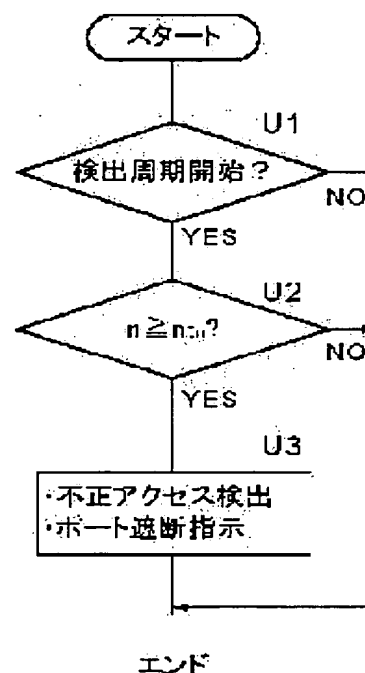 スタート
U1
検出周期開始?
NO
YES
U2
NO
YES
U3
・不正アクセス検出
・ポート遮断指示
エンド